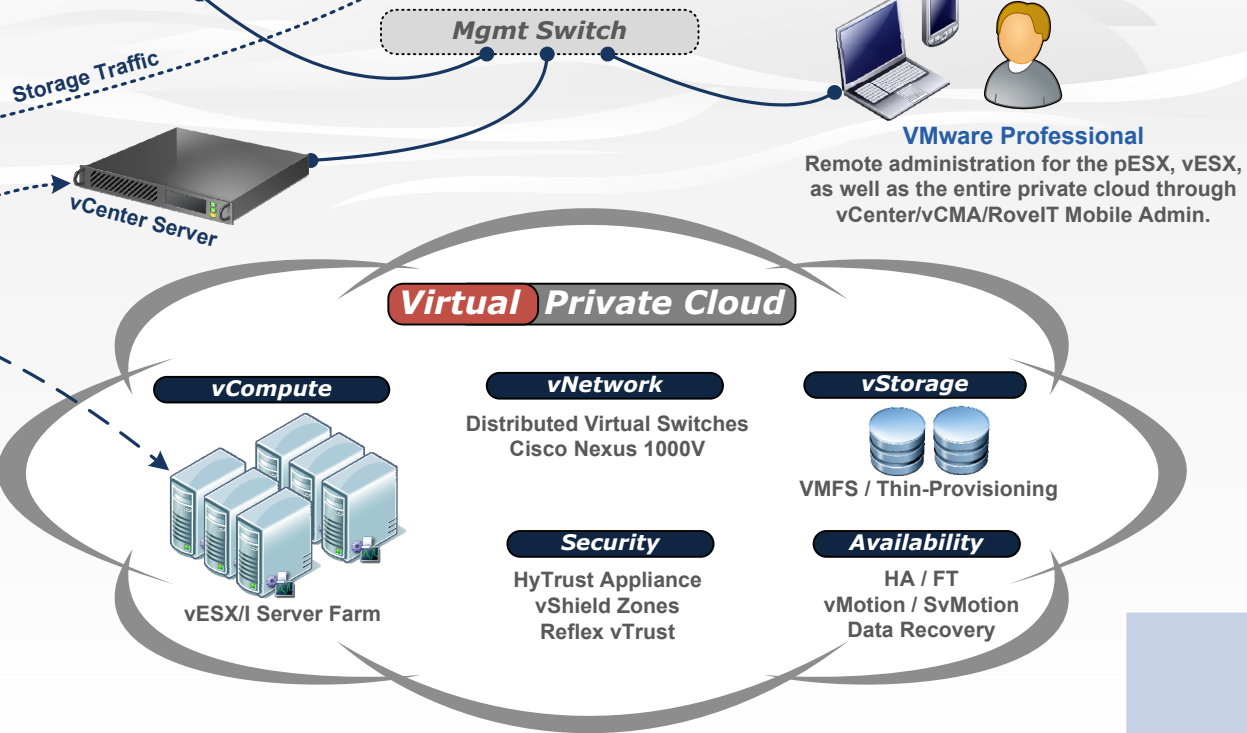 Mgmt Switch
Storage Traffic
VMware Professional
Remote administration for the pESX, vESX,
as well as the entire private cloud through
vCenter/vCMA/RoveIT Mobile Admin.
vCenter Server
Virtual Private Cloud
vCompute
vESX/I Server Farm
vNetwork
Distributed Virtual Switches
Cisco Nexus 1000V
vStorage
VMFS / Thin-Provisioning
Security
HyTrust Appliance
vShield Zones
Reflex vTrust
Availability
HA / FT
vMotion / SvMotion
Data Recovery